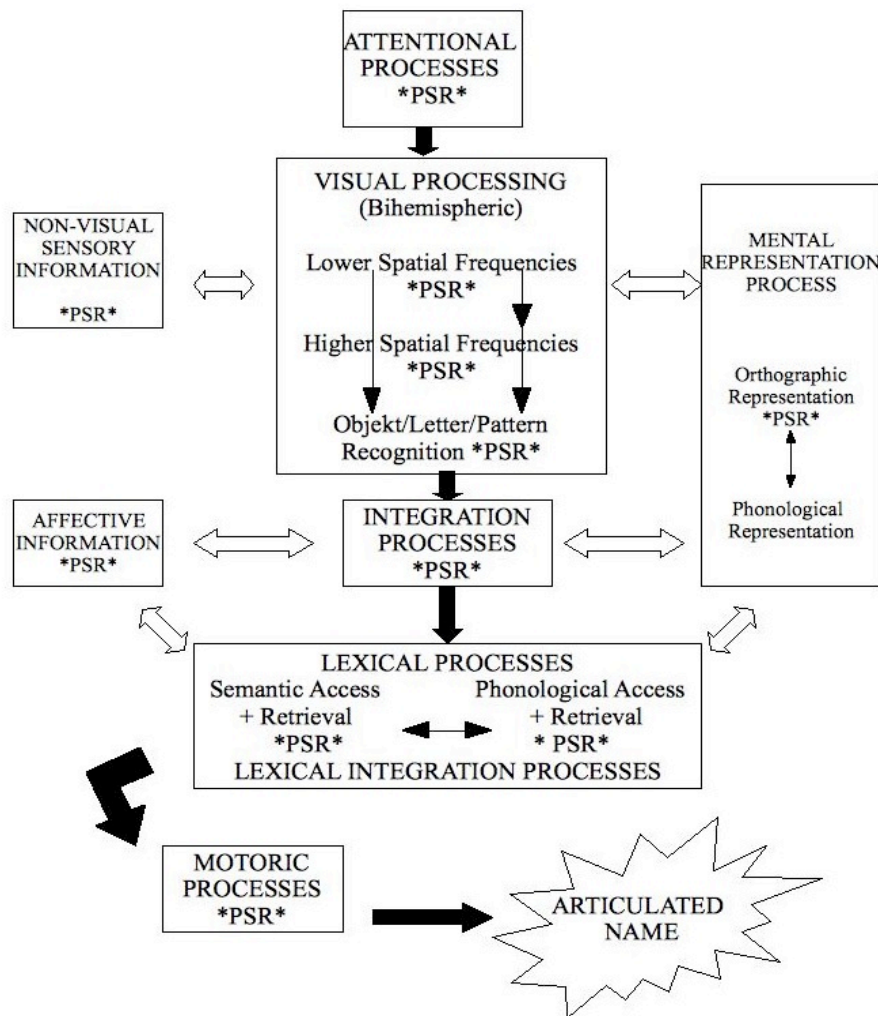 ATTENTIONAL
PROCESSES
*PSR*
VISUAL PROCESSING
(Bihemispheric)
Lower Spatial Frequencies
*PSR*
Higher Spatial Frequencies
*PSR*
Objekt/Letter/Pattern
Recognition *PSR*
NON-VISUAL
SENSORY
INFORMATION
*PSR*
MENTAL
REPRESENTATION
PROCESS
Orthographic
Representation
*PSR*
Phonological
Representation
AFFECTIVE
INFORMATION
*PSR*
INTEGRATION
PROCESSES
*PSR*
LEXICAL PROCESSES
Semantic Access
+ Retrieval
*PSR*
Phonological Access
+ Retrieval
* PSR*
LEXICAL INTEGRATION PROCESSES
MOTORIC
PROCESSES
*PSR*
ARTICULATED
NAME